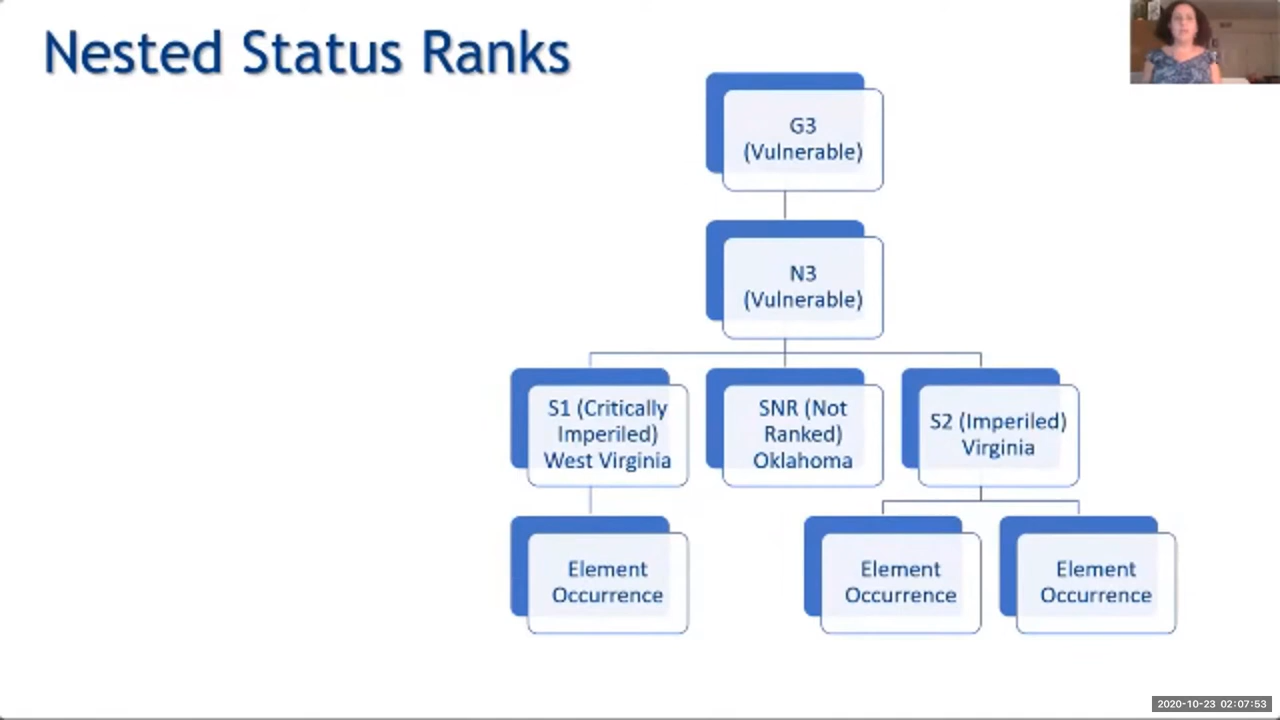 Nested Status Ranks
G3
(Vulnerable)
N3
(Vulnerable)
S1 (Critically
Imperiled)
West Virginia
SNR (Not
Ranked)
Oklahoma
S2 (Imperiled)
Virginia
Element
Occurrence
Element
Occurrence
Element
Occurrence
2020-10-23 02:07:53